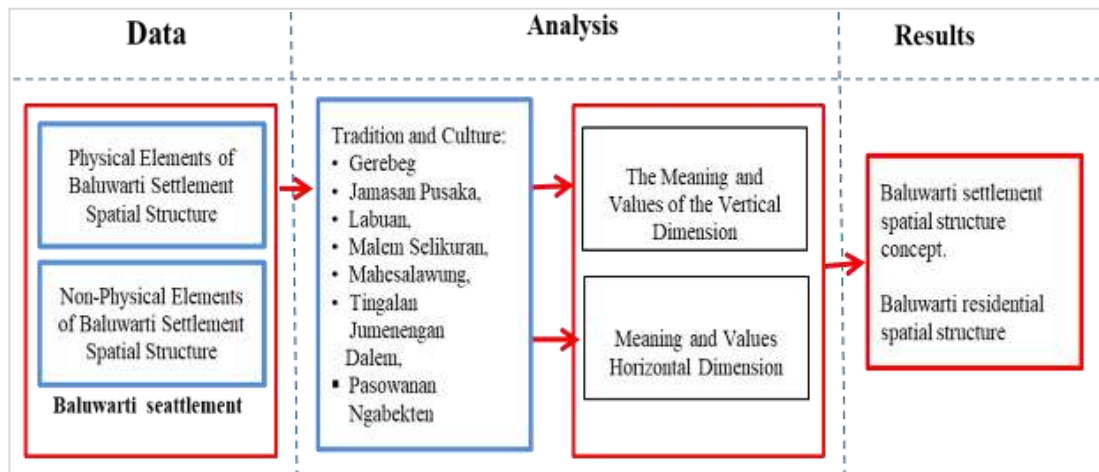 Data
Analysis
Results
Physical Elements of
Baluwarti Settlement
Spatial Structure
Non-Physical Elements
of Baluwarti Settlement
Spatial Structure
Baluwarti seattlement
Tradition and Culture:
• Gerebeg
• Jamasan Pusaka,
• Labuan,
• Malem Selikuran,
• Mahesalawung,
• Tingalan
Jumenengan
Dalem,
▪ Pasowanan
Ngabekten
The Meaning and
Values of the Vertical
Dimension
Meaning and Values
Horizontal Dimension
Baluwarti settlement
spatial structure
concept.
Baluwarti residential
spatial structure